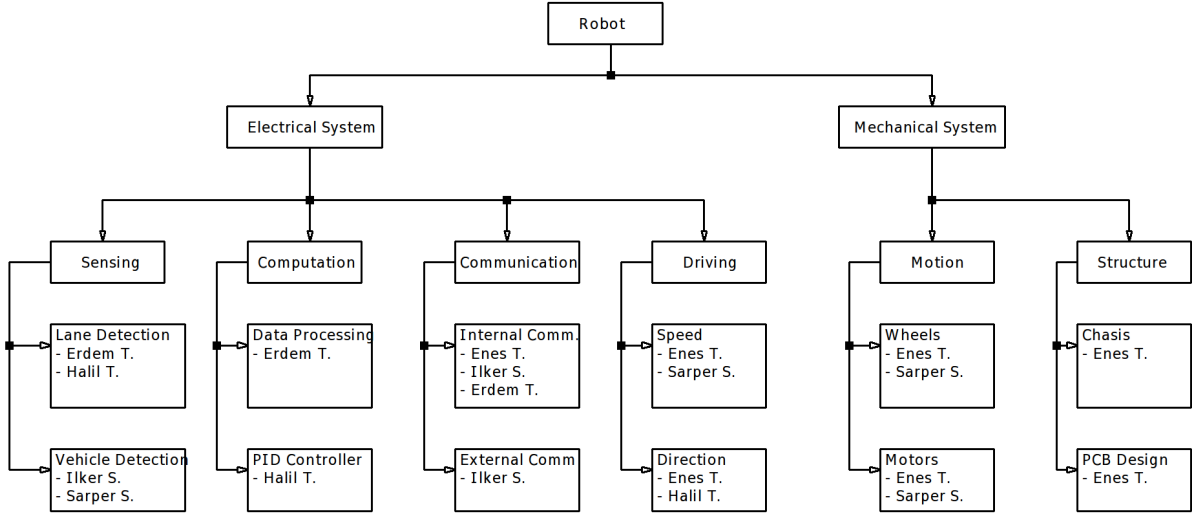 Robot
Electrical System
Mechanical System
Sensing
Computation
Communication
Driving
Motion
Structure
Lane Detection
- Erdem T.
- Halil T.
Data Processing
- Erdem T.
Internal Comm.
- Enes T.
- Ilker S.
- Erdem T.
Speed
- Enes T.
- Sarper S.
Wheels
- Enes T.
- Sarper S.
Chasis
- Enes T.
Vehicle Detection
- Ilker S.
- Sarper S.
PID Controller
- Halil T.
External Comm
- Ilker S.
Direction
- Enes T.
- Halil T.
Motors
- Enes T.
- Sarper S.
PCB Design
- Enes T.